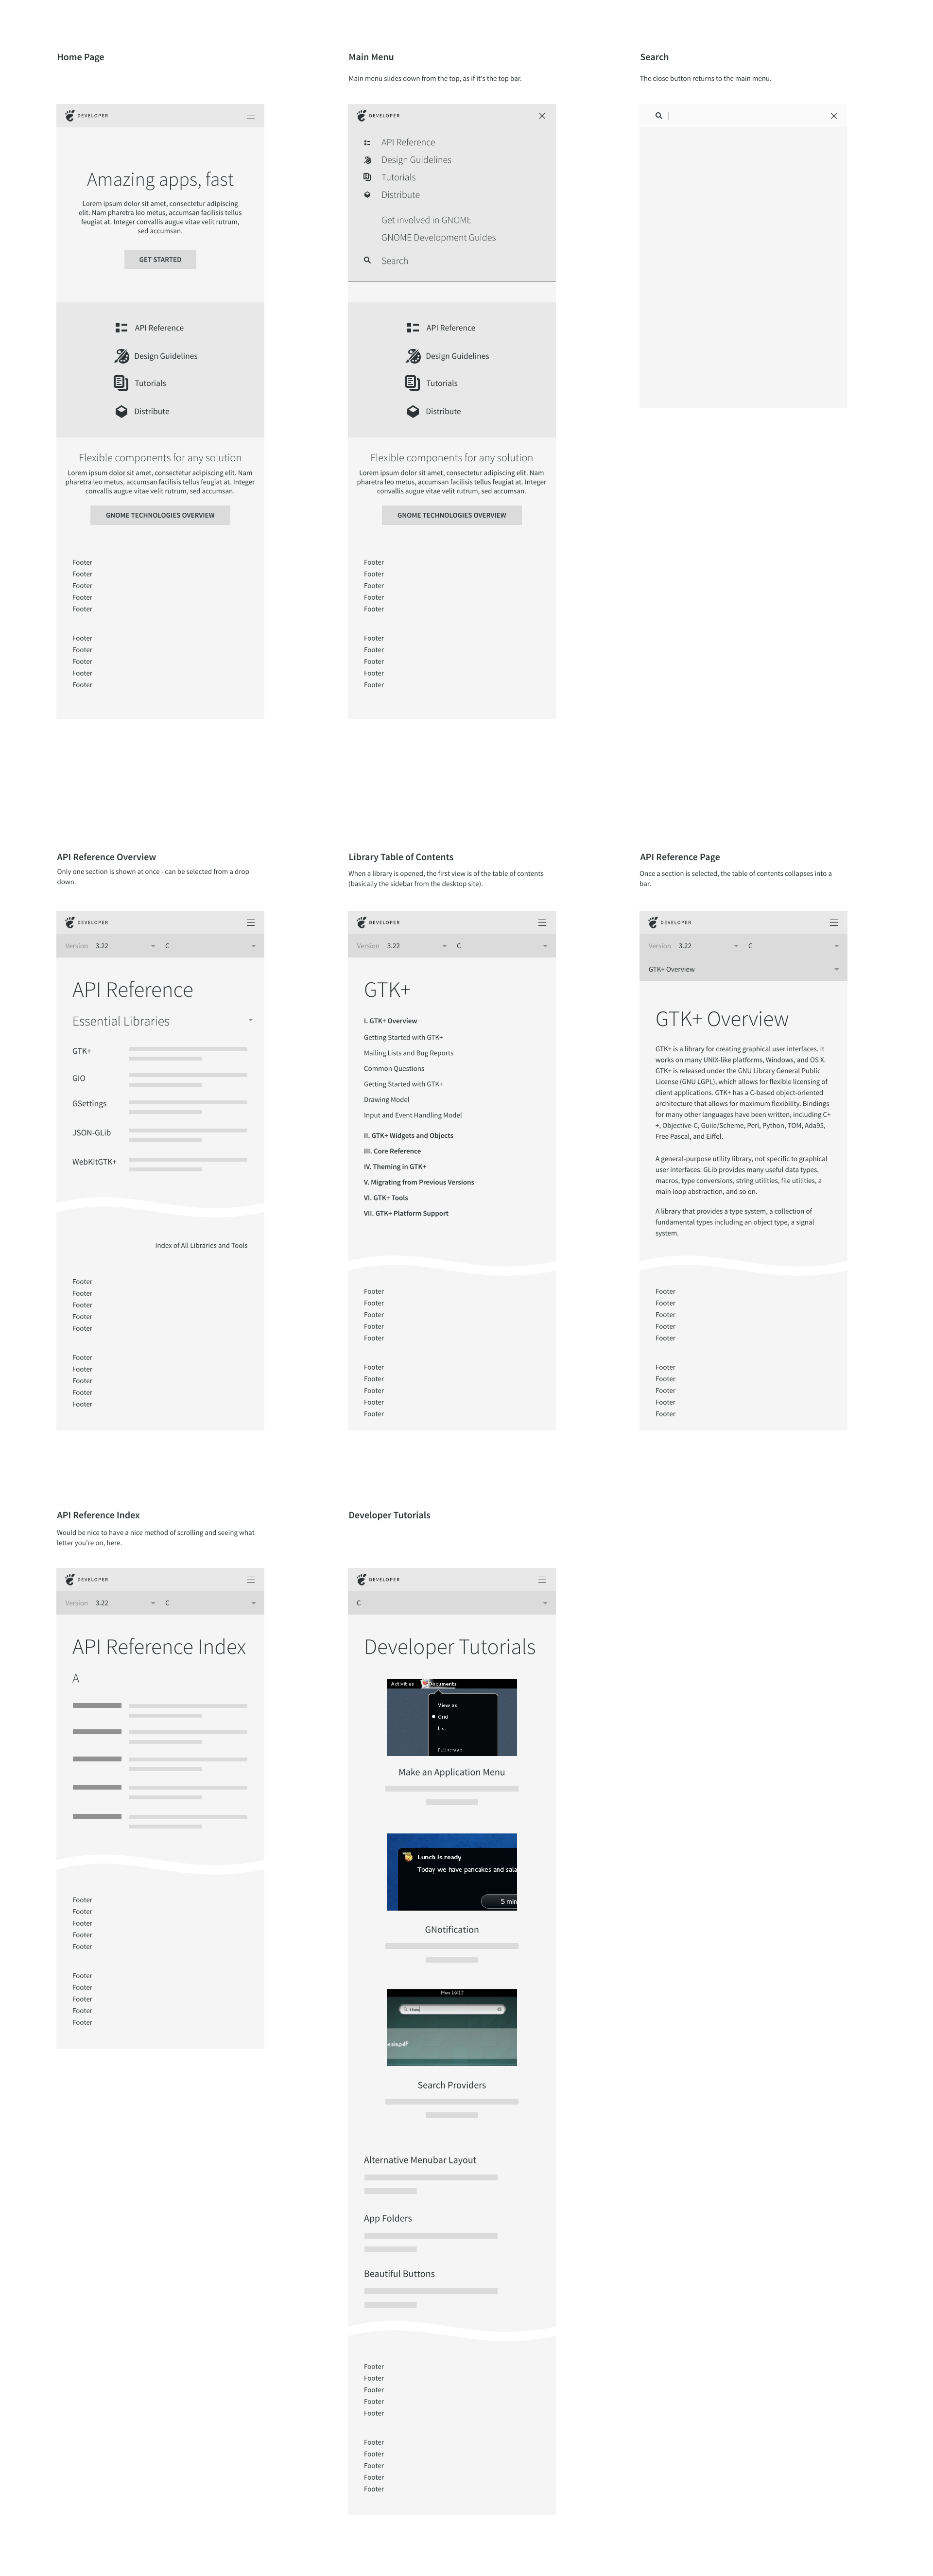 Home Page
DEVELOPER
Amazing apps, fast
Lorem ipsum dolor sit amet, consectetur adipiscing
elit. Nam pharetra leo metus, accumsan facilisis tellus
feugiat at. Integer convallis augue vitae velit rutrum,
sed accumsan.
GET STARTED
API Reference
Design Guidelines
Tutorials
Distribute
Flexible components for any solution
Lorem ipsum dolor sit amet, consectetur adipiscing elit. Nam
pharetra leo metus, accumsan facilisis tellus feugiat at. Integer
convallis augue vitae velit rutrum, sed accumsan.
GNOME TECHNOLOGIES OVERVIEW
Footer
Footer
Footer
Footer
Footer
Footer
Footer
Footer
Footer
Footer
Main Menu
Main menu slides down from the top, as if it's the top bar.
DEVELOPER
API Reference
Design Guidelines
Tutorials
Distribute
Get involved in GNOME
GNOME Development Guides
Search
API Reference
Design Guidelines
Tutorials
Distribute
Flexible components for any solution
Lorem ipsum dolor sit amet, consectetur adipiscing elit. Nam
pharetra leo metus, accumsan facilisis tellus feugiat at. Integer
convallis augue vitae velit rutrum, sed accumsan.
GNOME TECHNOLOGIES OVERVIEW
Footer
Footer
Footer
Footer
Footer
Footer
Footer
Footer
Footer
Footer
Search
The close button returns to the main menu.
API Reference Overview
Only one section is shown at once - can be selected from a drop
down.
DEVELOPER
Version 3.22 C
API Reference
Essential Libraries
GTK+
GIO
GSettings
JSON-GLib
WebKitGTK+
Index of All Libraries and Tools
Footer
Footer
Footer
Footer
Footer
Footer
Footer
Footer
Footer
Footer
Library Table of Contents
When a library is opened, the first view is of the table of contents
(basically the sidebar from the desktop site).
DEVELOPER
Version 3.22 C
GTK+
I. GTK+ Overview
Getting Started with GTK+
Mailing Lists and Bug Reports
Common Questions
Getting Started with GTK+
Drawing Model
Input and Event Handling Model
II. GTK+ Widgets and Objects
III. Core Reference
IV. Theming in GTK+
V. Migrating from Previous Versions
VI. GTK+ Tools
VII. GTK+ Platform Support
Footer
Footer
Footer
Footer
Footer
Footer
Footer
Footer
Footer
Footer
API Reference Page
Once a section is selected, the table of contents collapses into a
bar.
DEVELOPER
Version 3.22 C
GTK+ Overview
GTK+ Overview
GTK+ is a library for creating graphical user interfaces. It
works on many UNIX-like platforms, Windows, and OS X.
GTK+ is released under the GNU Library General Public
License (GNU LGPL), which allows for flexible licensing of
client applications. GTK+ has a C-based object-oriented
architecture that allows for maximum flexibility. Bindings
for many other languages have been written, including C+
+, Objective-C, Guile/Scheme, Perl, Python, TOM, Ada95,
Free Pascal, and Eiffel.
A general-purpose utility library, not specific to graphical
user interfaces. GLib provides many useful data types,
macros, type conversions, string utilities, file utilities, a
main loop abstraction, and so on.
A library that provides a type system, a collection of
fundamental types including an object type, a signal
system.
Footer
Footer
Footer
Footer
Footer
Footer
Footer
Footer
Footer
Footer
API Reference Index
Would be nice to have a nice method of scrolling and seeing what
letter you're on, here.
DEVELOPER
Version 3.22 C
API Reference Index
A
Footer
Footer
Footer
Footer
Footer
Footer
Footer
Footer
Footer
Footer
Developer Tutorials
DEVELOPER
C
Developer Tutorials
Activities Documents
View as
Grid
List
Fullscreen
Make an Application Menu
Lunch is ready
Today we have pancakes and sala
5 min
GNotification
Mon 10:17
esis.pdf
Search Providers
Alternative Menubar Layout
App Folders
Beautiful Buttons
Footer
Footer
Footer
Footer
Footer
Footer
Footer
Footer
Footer
Footer